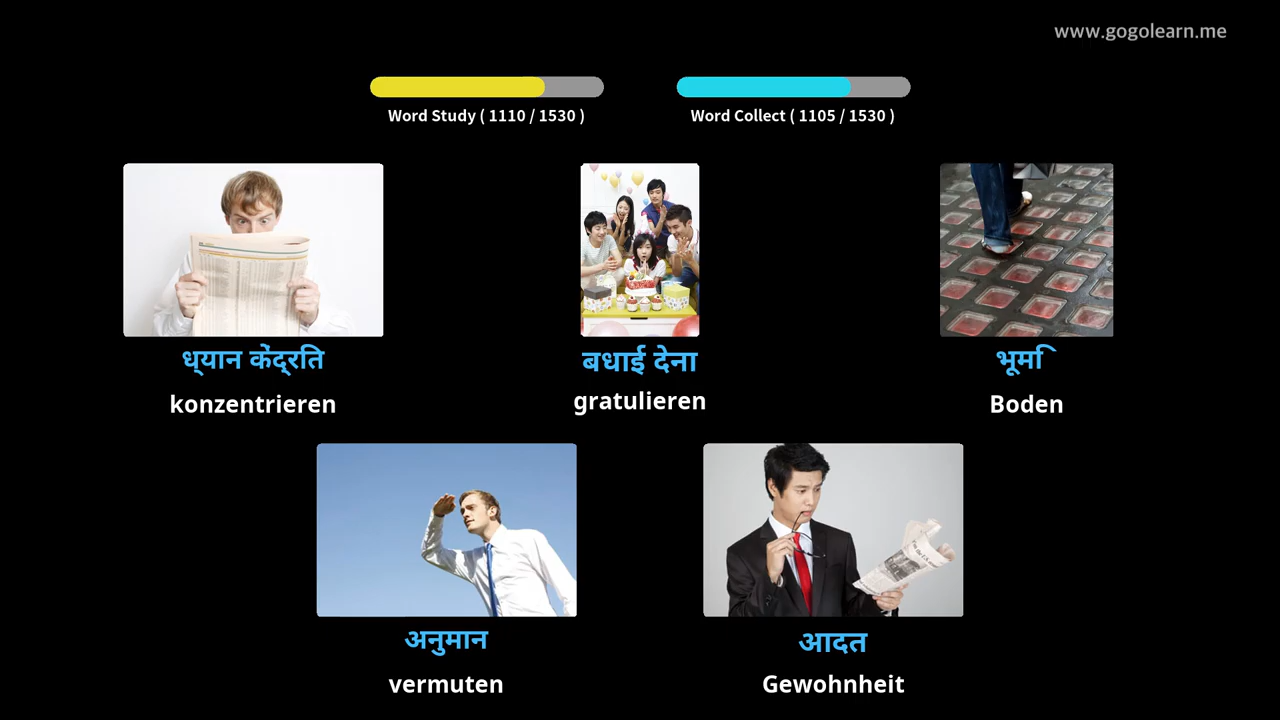 www.gogolearn.me
Word Study ( 1110 / 1530 )
Word Collect ( 1105 / 1530 )
ध्यान केंद्रति
konzentrieren
बधाई देना
gratulieren
भूमि
Boden
अनुमान
vermuten
आदत
Gewohnheit